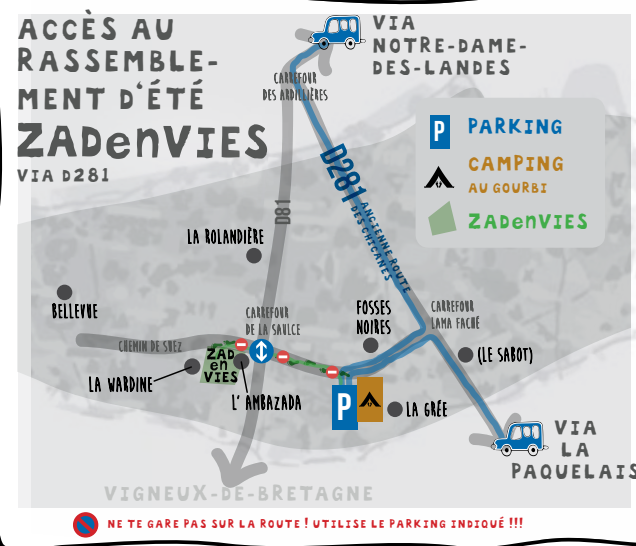 ACCÈS AU
RASSEMBLE-
MENT D'ÉTÉ
ZADenVIES
VIA D281
VIA
NOTRE-DAME-
DES-LANDES
CARREFOUR
DES ARDILLIÈRES
P PARKING
CAMPING
AU GOURBI
ZADenVIES
D281
ANCIENNE ROUTE
DES CHICANES
D81
LA ROLANDIÈRE
BELLEVUE
CARREFOUR
DE LA SAULCE
FOSSES
NOIRES
CARREFOUR
LAMA FACHÉ
CHEMIN DE SUEZ
ZAD
en
VIES
(LE SABOT)
LA WARDINE
L'AMBAZADA
P
LA GRÉE
VIA
LA
PAQUELAIS
VIGNEUX-DE-BRETAGNE
NE TE GARE PAS SUR LA ROUTE ! UTILISE LE PARKING INDIQUÉ !!!